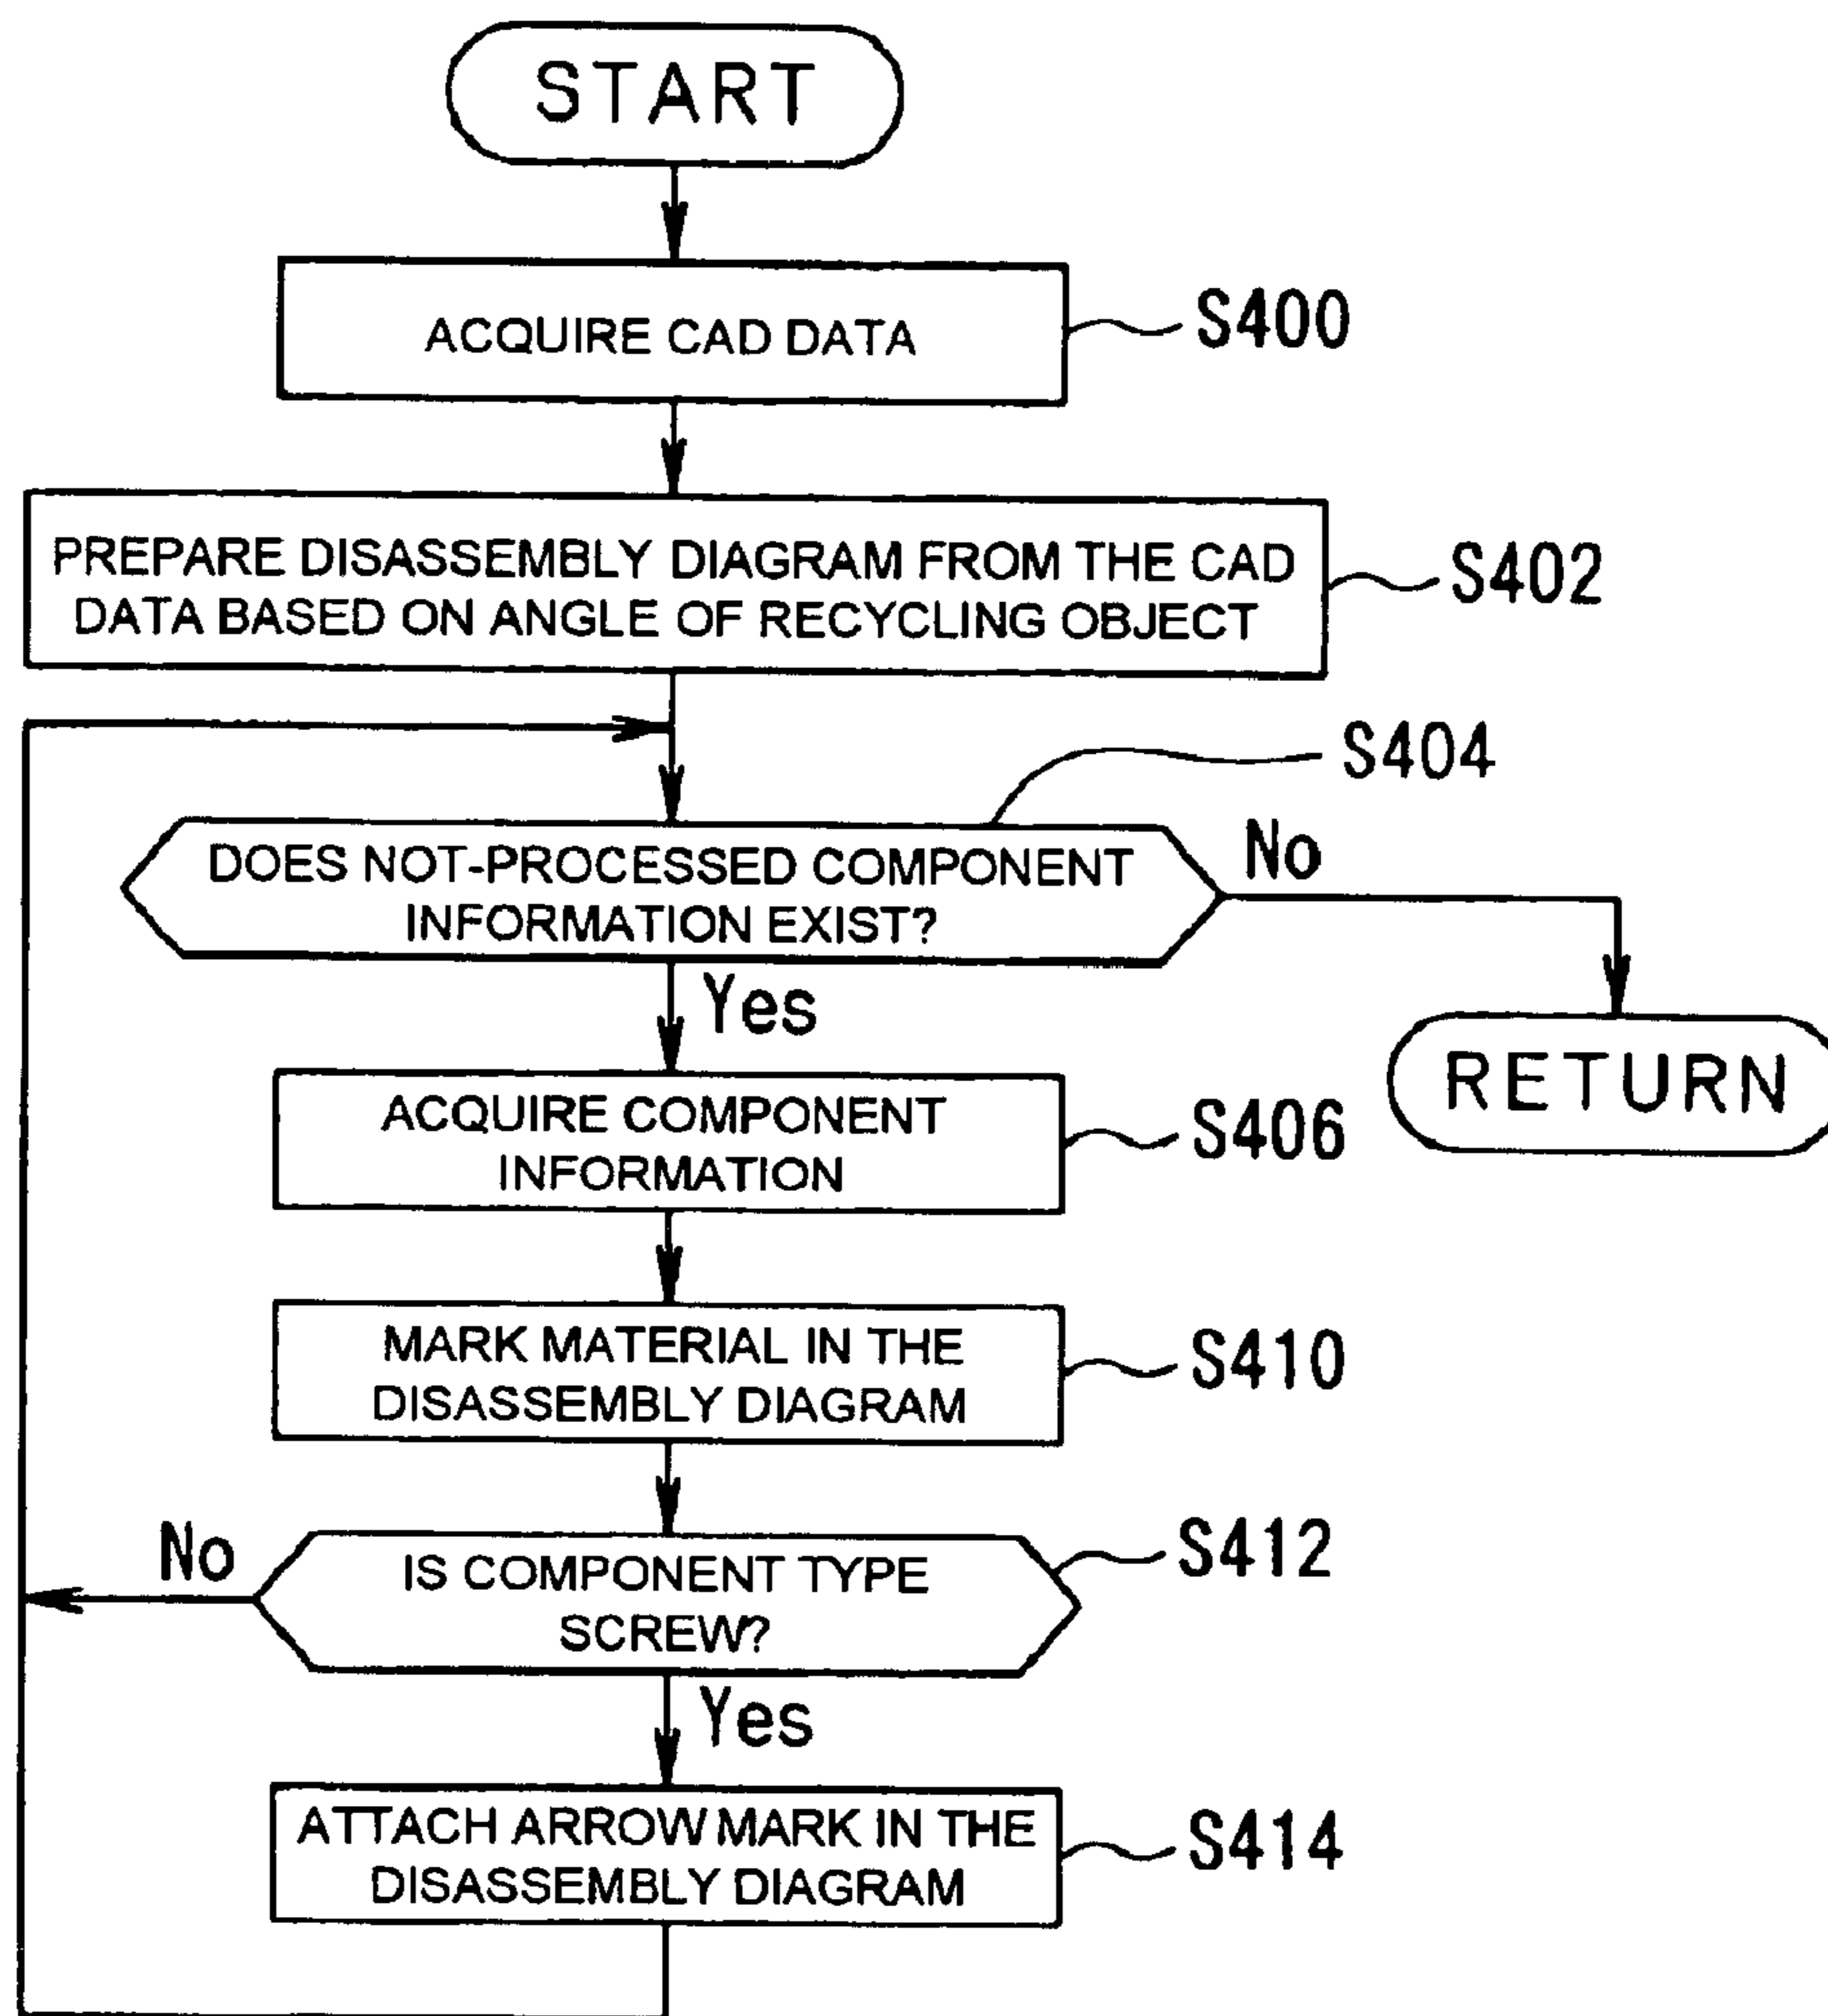 START
ACQUIRE CAD DATA
S400
PREPARE DISASSEMBLY DIAGRAM FROM THE CAD
DATA BASED ON ANGLE OF RECYCLING OBJECT
S402
S404
DOES NOT-PROCESSED COMPONENT
INFORMATION EXIST?
No
Yes
RETURN
ACQUIRE COMPONENT
INFORMATION
S406
MARK MATERIAL IN THE
DISASSEMBLY DIAGRAM
S410
No
IS COMPONENT TYPE
SCREW?
S412
Yes
ATTACH ARROW MARK IN THE
DISASSEMBLY DIAGRAM
S414